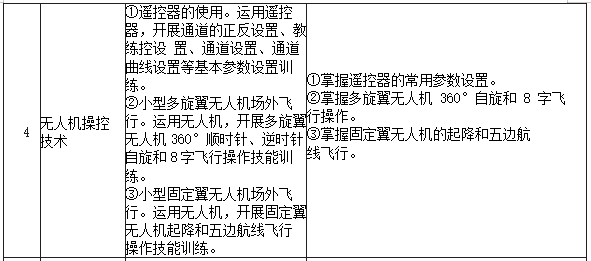 4
无人机操控
技术
①遥控器的使用。运用遥控
器，开展通道的正反设置、教
练控设 置、通道设置、通道
曲线设置等基本参数设置训
练。
②小型多旋翼无人机场外飞
行。运用无人机，开展多旋翼
无人机360°顺时针、逆时针
自旋和8字飞行操作技能训
练。
③小型固定翼无人机场外飞
行。运用无人机，开展固定翼
无人机起降和五边航线飞行
操作技能训练。
①掌握遥控器的常用参数设置。
②掌握多旋翼无人机 360°自旋和 8 字飞
行操作。
③掌握固定翼无人机的起降和五边航
线飞行。